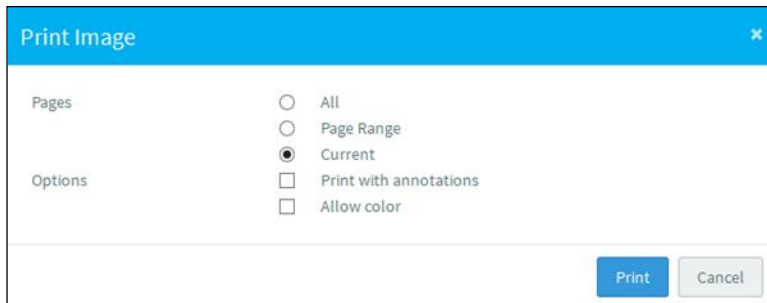 Print Image
Pages
All
Page Range
Current
Options
Print with annotations
Allow color
Print
Cancel